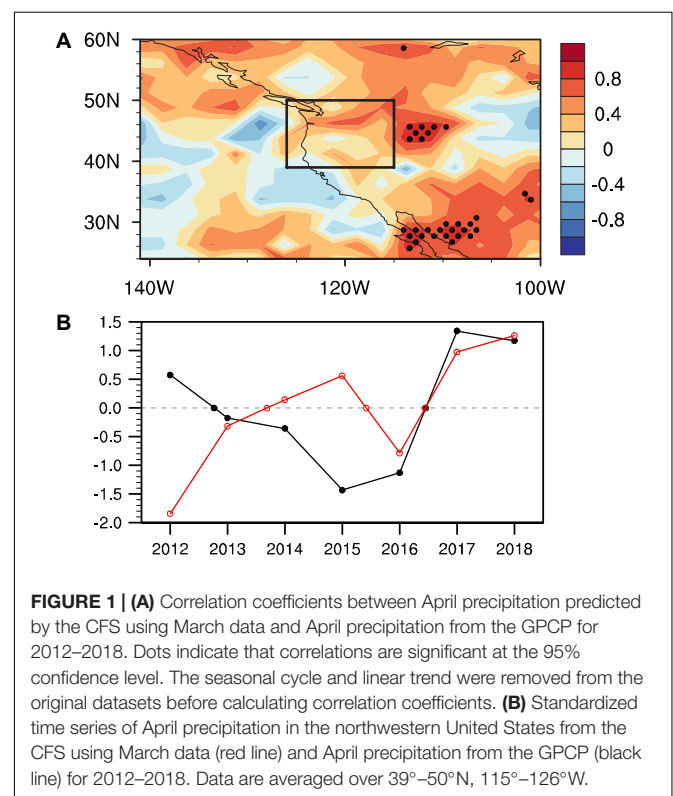 A
60N
50N
40N
30N
140W
120W
100W
0.8
0.4
0
-0.4
-0.8
B
1.5
1.0
0.5
0.0
-0.5
-1.0
-1.5
-2.0
2012 2013 2014 2015 2016 2017 2018
FIGURE 1 | (A) Correlation coefficients between April precipitation predicted
by the CFS using March data and April precipitation from the GPCP for
2012–2018. Dots indicate that correlations are significant at the 95%
confidence level. The seasonal cycle and linear trend were removed from the
original datasets before calculating correlation coefficients. (B) Standardized
time series of April precipitation in the northwestern United States from the
CFS using March data (red line) and April precipitation from the GPCP (black
line) for 2012–2018. Data are averaged over 39°–50°N, 115°–126°W.